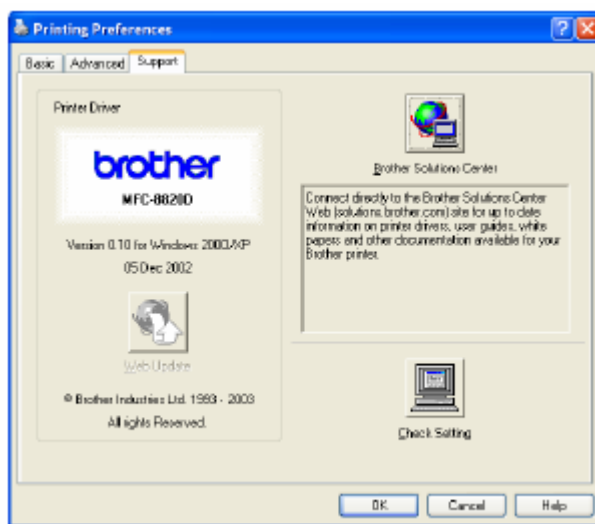 Printing Preferences
Basic
Advanced
Support
Printer Driver
brother
MFC-8820D
Version 0.10 for Windows 2000/XP
05 Dec 2002
Web Update
© Brother Industries Ltd. 1993 - 2003
All rights Reserved.
Brother Solutions Center
Connect directly to the Brother Solutions Center
Web (solutions.brother.com) site for up to date
information on printer drivers, user guides, white
papers and other documentation available for your
Brother printer.
Check Setting
OK
Cancel
Help